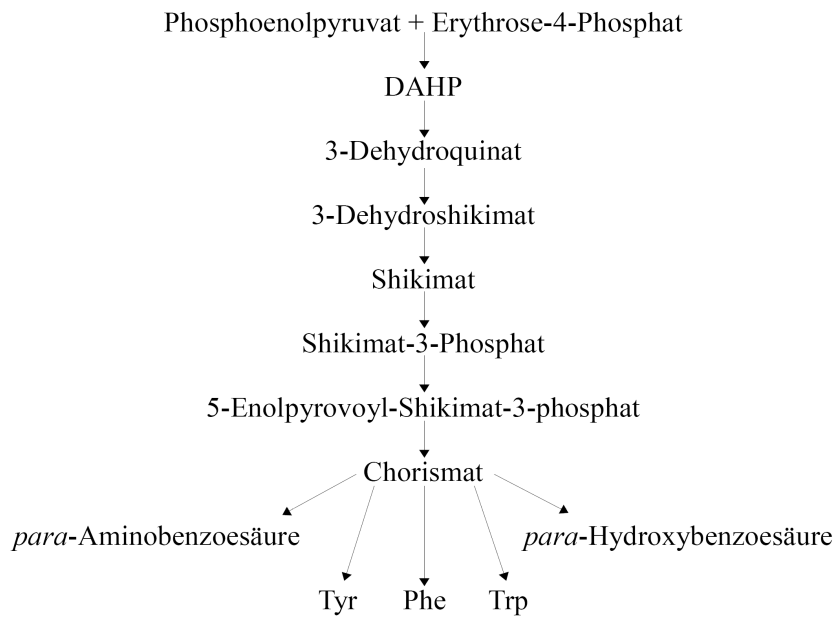 Phosphoenolpyruvat + Erythrose-4-Phosphat
DAHP
3-Dehydroquinat
3-Dehydroshikimat
Shikimat
Shikimat-3-Phosphat
5-Enolpyrovoyl-Shikimat-3-phosphat
Chorismat
para-Aminobenzoesäure para-Hydroxybenzoesäure
Tyr Phe Trp